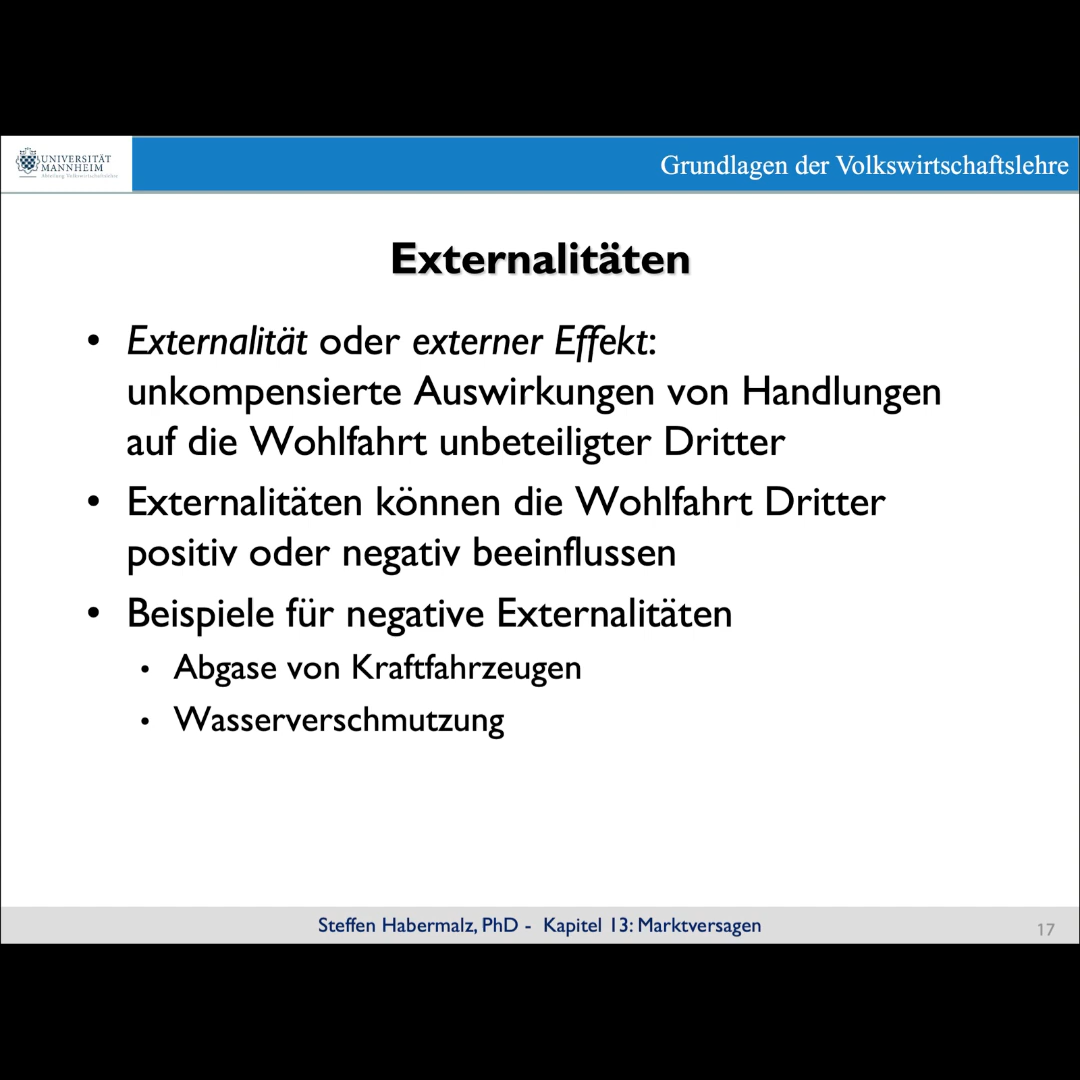 UNIVERSITÄT
MANNHEIM
Abteilung Volkswirtschaftslehre
Grundlagen der Volkswirtschaftslehre
Externalitäten
• Externalität oder externer Effekt:
unkompensierte Auswirkungen von Handlungen
auf die Wohlfahrt unbeteiligter Dritter
• Externalitäten können die Wohlfahrt Dritter
positiv oder negativ beeinflussen
• Beispiele für negative Externalitäten
• Abgase von Kraftfahrzeugen
• Wasserverschmutzung
Steffen Habermalz, PhD - Kapitel 13: Marktversagen
17